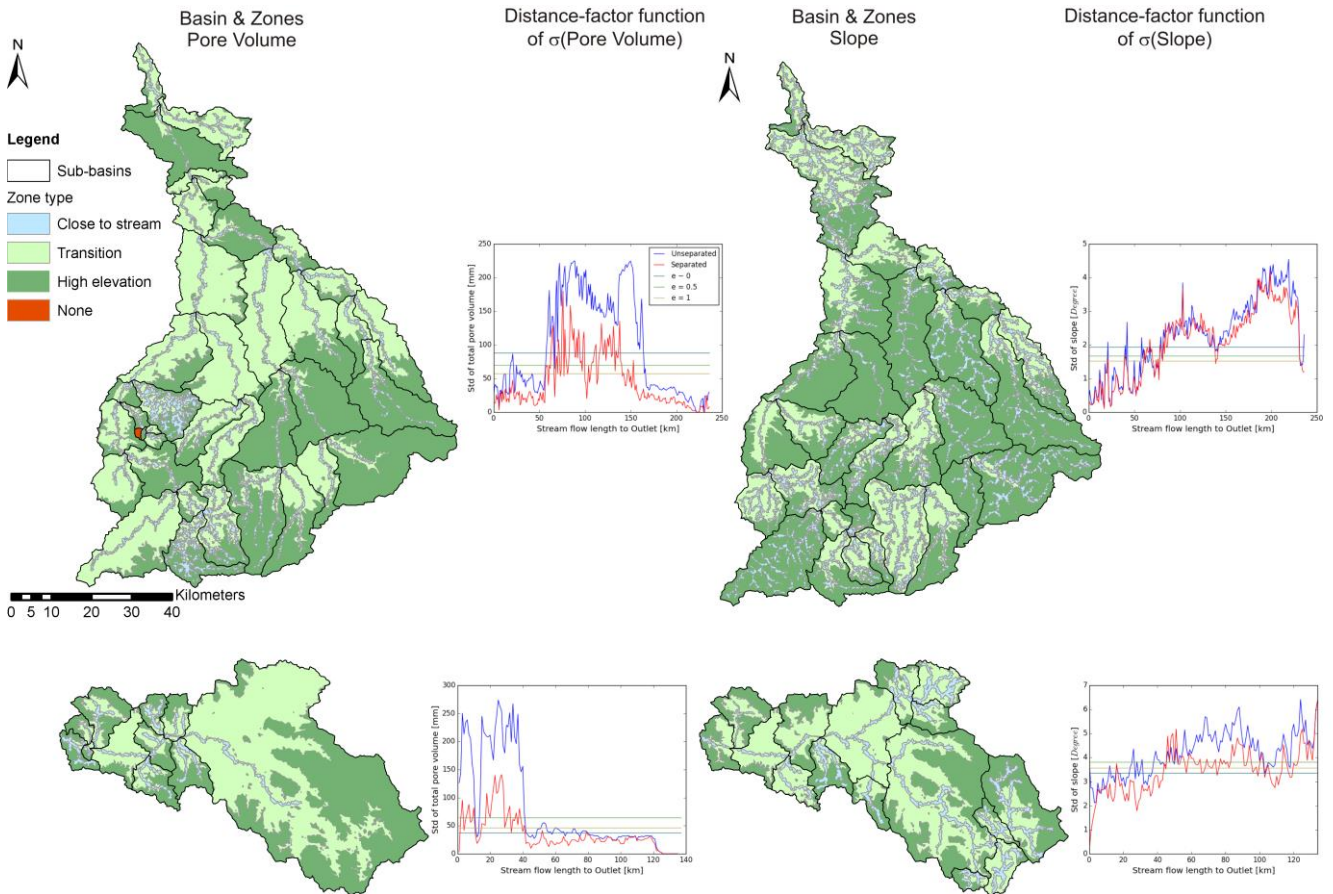 Basin & Zones
Pore Volume
Distance-factor function
of σ(Pore Volume)
Basin & Zones
Slope
Distance-factor function
of σ(Slope)
N
N
Legend
Sub-basins
Zone type
Close to stream
Transition
High elevation
None
Kilometers
0 5 10 20 30 40
Std of total pore volume [mm]
250
200
150
100
50
0
0 50 100 150 200 250
Stream flow length to Outlet [km]
Unseparated
Separated
e = 0
e = 0.5
e = 1
Std of slope [Degree]
5
4
3
2
1
0
0 50 100 150 200 250
Stream flow length to Outlet [km]
Std of total pore volume [mm]
300
250
200
150
100
50
0
0 20 40 60 80 100 120 140
Stream flow length to Outlet [km]
Std of slope [Degree]
7
6
5
4
3
2
1
0
0 20 40 60 80 100 120
Stream flow length to Outlet [km]